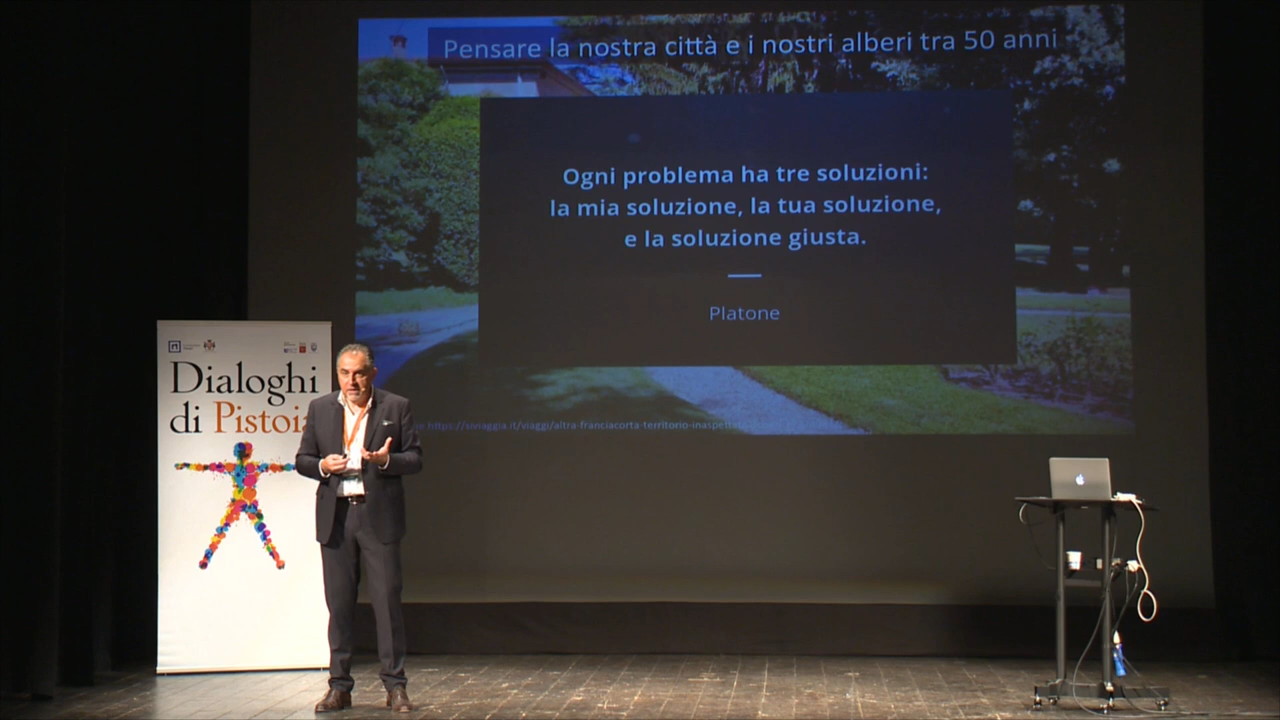 Pensare la nostra città e i nostri alberi tra 50 anni
Ogni problema ha tre soluzioni:
la mia soluzione, la tua soluzione,
e la soluzione giusta.
Platone
https://siviaggia.it/viaggi/altra-franciacorta-territorio-inaspett
Dialoghi
di Pistoia